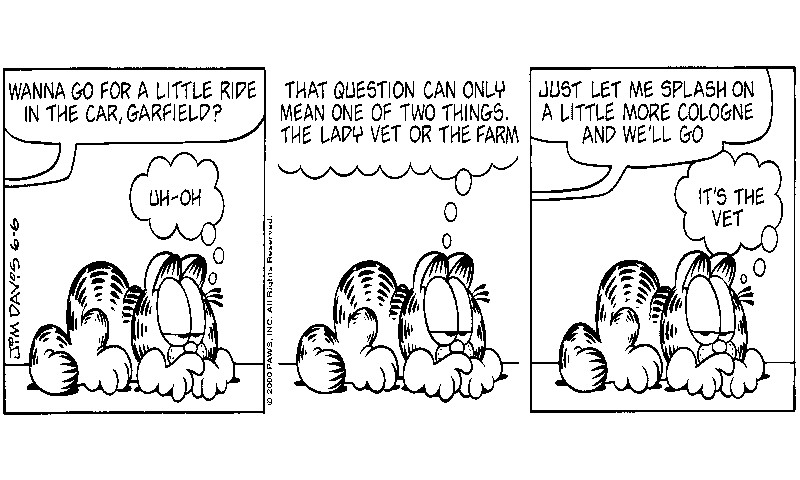 WANNA GO FOR A LITTLE RIDE
IN THE CAR, GARFIELD?
UH-OH
JIM DAVIS 6-6
© 2000 PAWS, INC. All Rights Reserved.
THAT QUESTION CAN ONLY
MEAN ONE OF TWO THINGS.
THE LADY VET OR THE FARM
JUST LET ME SPLASH ON
A LITTLE MORE COLOGNE
AND WE'LL GO
IT'S THE
VET